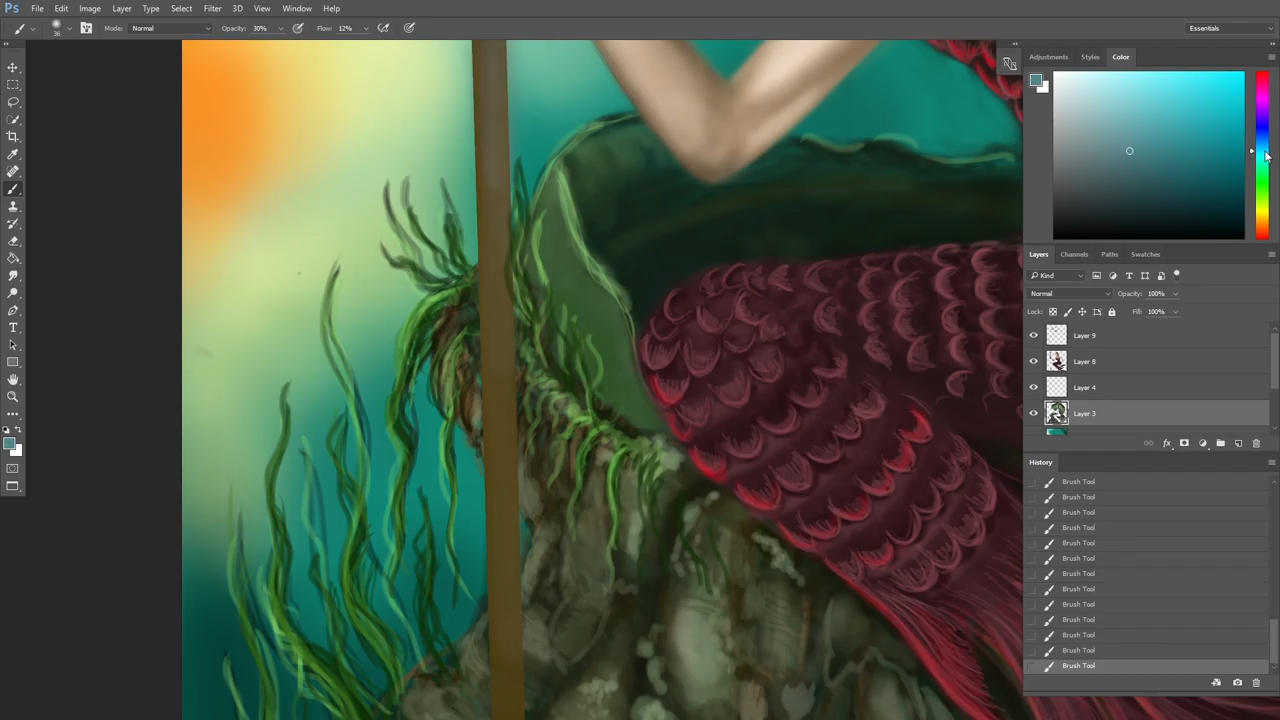 Ps File Edit Image Layer Type Select Filter 3D View Window Help
36 Mode: Normal Opacity: 30% Flow: 12% Essentials
Adjustments Styles Color
Layers Channels Paths Swatches
Kind
Normal Opacity: 100%
Lock: Fill: 100%
Layer 9
Layer 8
Layer 4
Layer 3
fx
History
Brush Tool
Brush Tool
Brush Tool
Brush Tool
Brush Tool
Brush Tool
Brush Tool
Brush Tool
Brush Tool
Brush Tool
Brush Tool
Brush Tool
Brush Tool